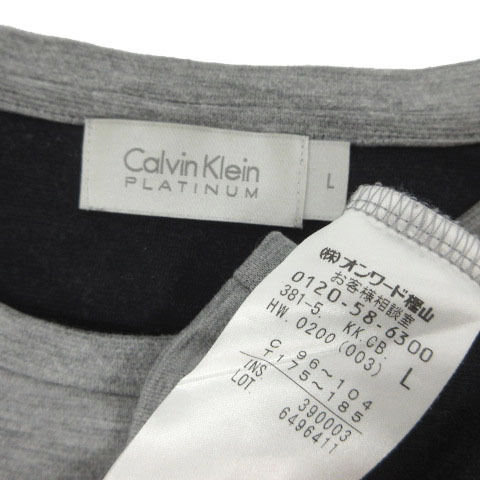 Calvin Klein
PLATINUM
L
(株)オンワード樫山
お客様相談室
0120-58-6300
381-5. KK.CB.
HW. 0200 (003) L
C 96~104
T175~185
INS 390003
LOT 6496411